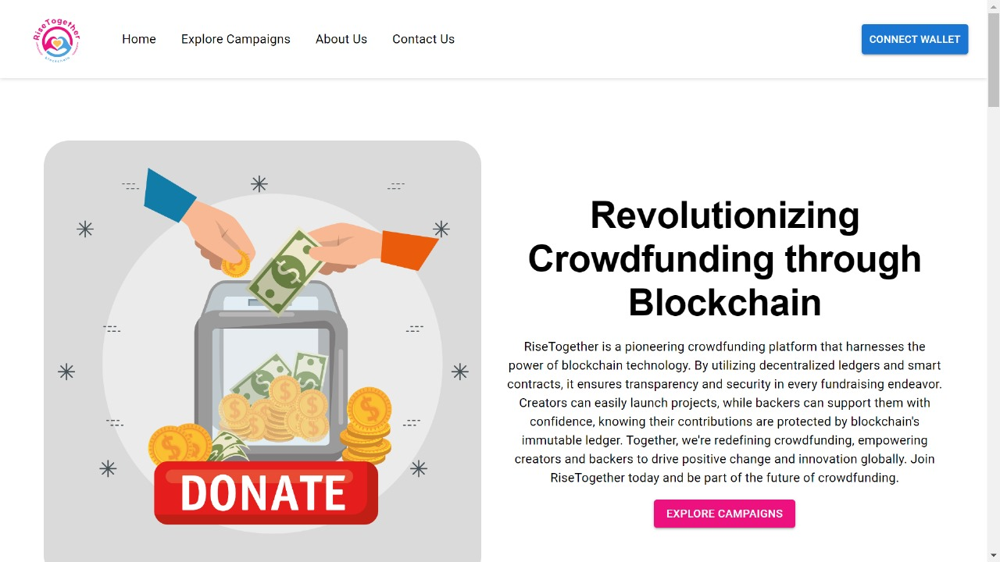 RiseTogether
blockchain
Home
Explore Campaigns
About Us
Contact Us
CONNECT WALLET
DONATE
Revolutionizing
Crowdfunding through
Blockchain
RiseTogether is a pioneering crowdfunding platform that harnesses the
power of blockchain technology. By utilizing decentralized ledgers and smart
contracts, it ensures transparency and security in every fundraising endeavor.
Creators can easily launch projects, while backers can support them with
confidence, knowing their contributions are protected by blockchain's
immutable ledger. Together, we're redefining crowdfunding, empowering
creators and backers to drive positive change and innovation globally. Join
RiseTogether today and be part of the future of crowdfunding.
EXPLORE CAMPAIGNS